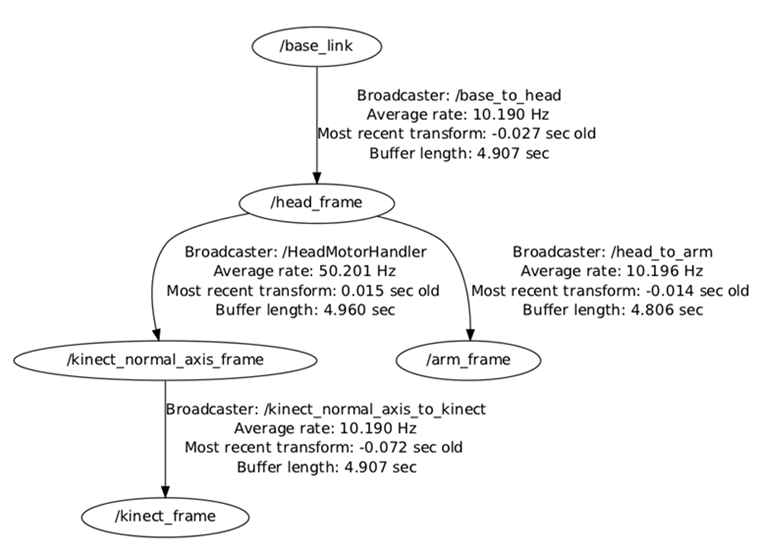 /base_link
Broadcaster: /base_to_head
Average rate: 10.190 Hz
Most recent transform: -0.027 sec old
Buffer length: 4.907 sec
/head_frame
Broadcaster: /HeadMotorHandler
Average rate: 50.201 Hz
Most recent transform: 0.015 sec old
Buffer length: 4.960 sec
Broadcaster: /head_to_arm
Average rate: 10.196 Hz
Most recent transform: -0.014 sec old
Buffer length: 4.806 sec
/kinect_normal_axis_frame
/arm_frame
Broadcaster: /kinect_normal_axis_to_kinect
Average rate: 10.190 Hz
Most recent transform: -0.072 sec old
Buffer length: 4.907 sec
/kinect_frame